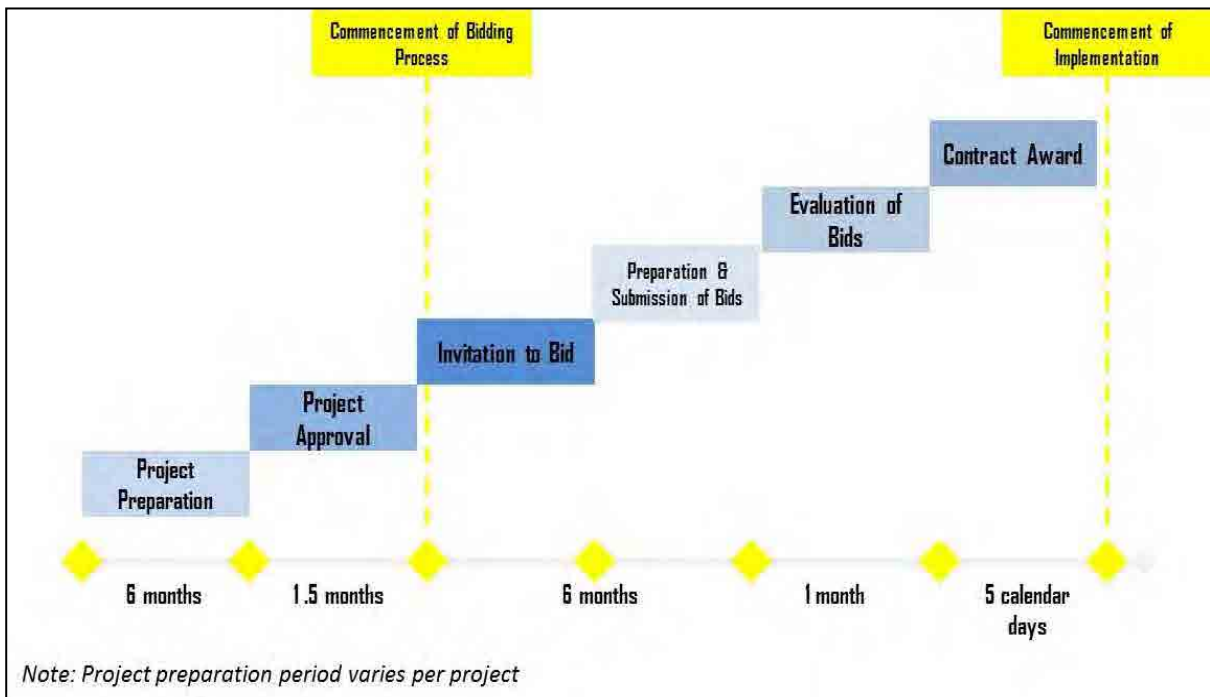 Commencement of Bidding
Process
Commencement of
Implementation
Contract Award
Evaluation of
Bids
Preparation &
Submission of Bids
Invitation to Bid
Project
Approval
Project
Preparation
6 months
1.5 months
6 months
1 month
5 calendar
days
Note: Project preparation period varies per project